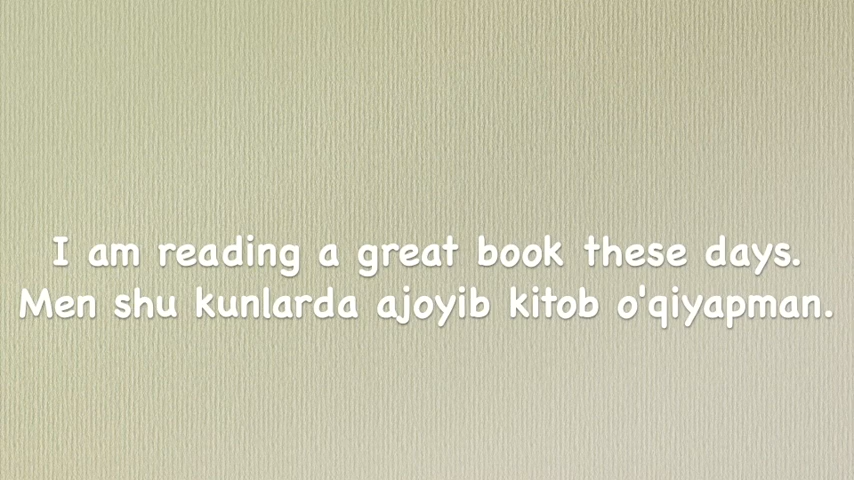 I am reading a great book these days.
Men shu kunlarda ajoyib kitob o'qiyapman.